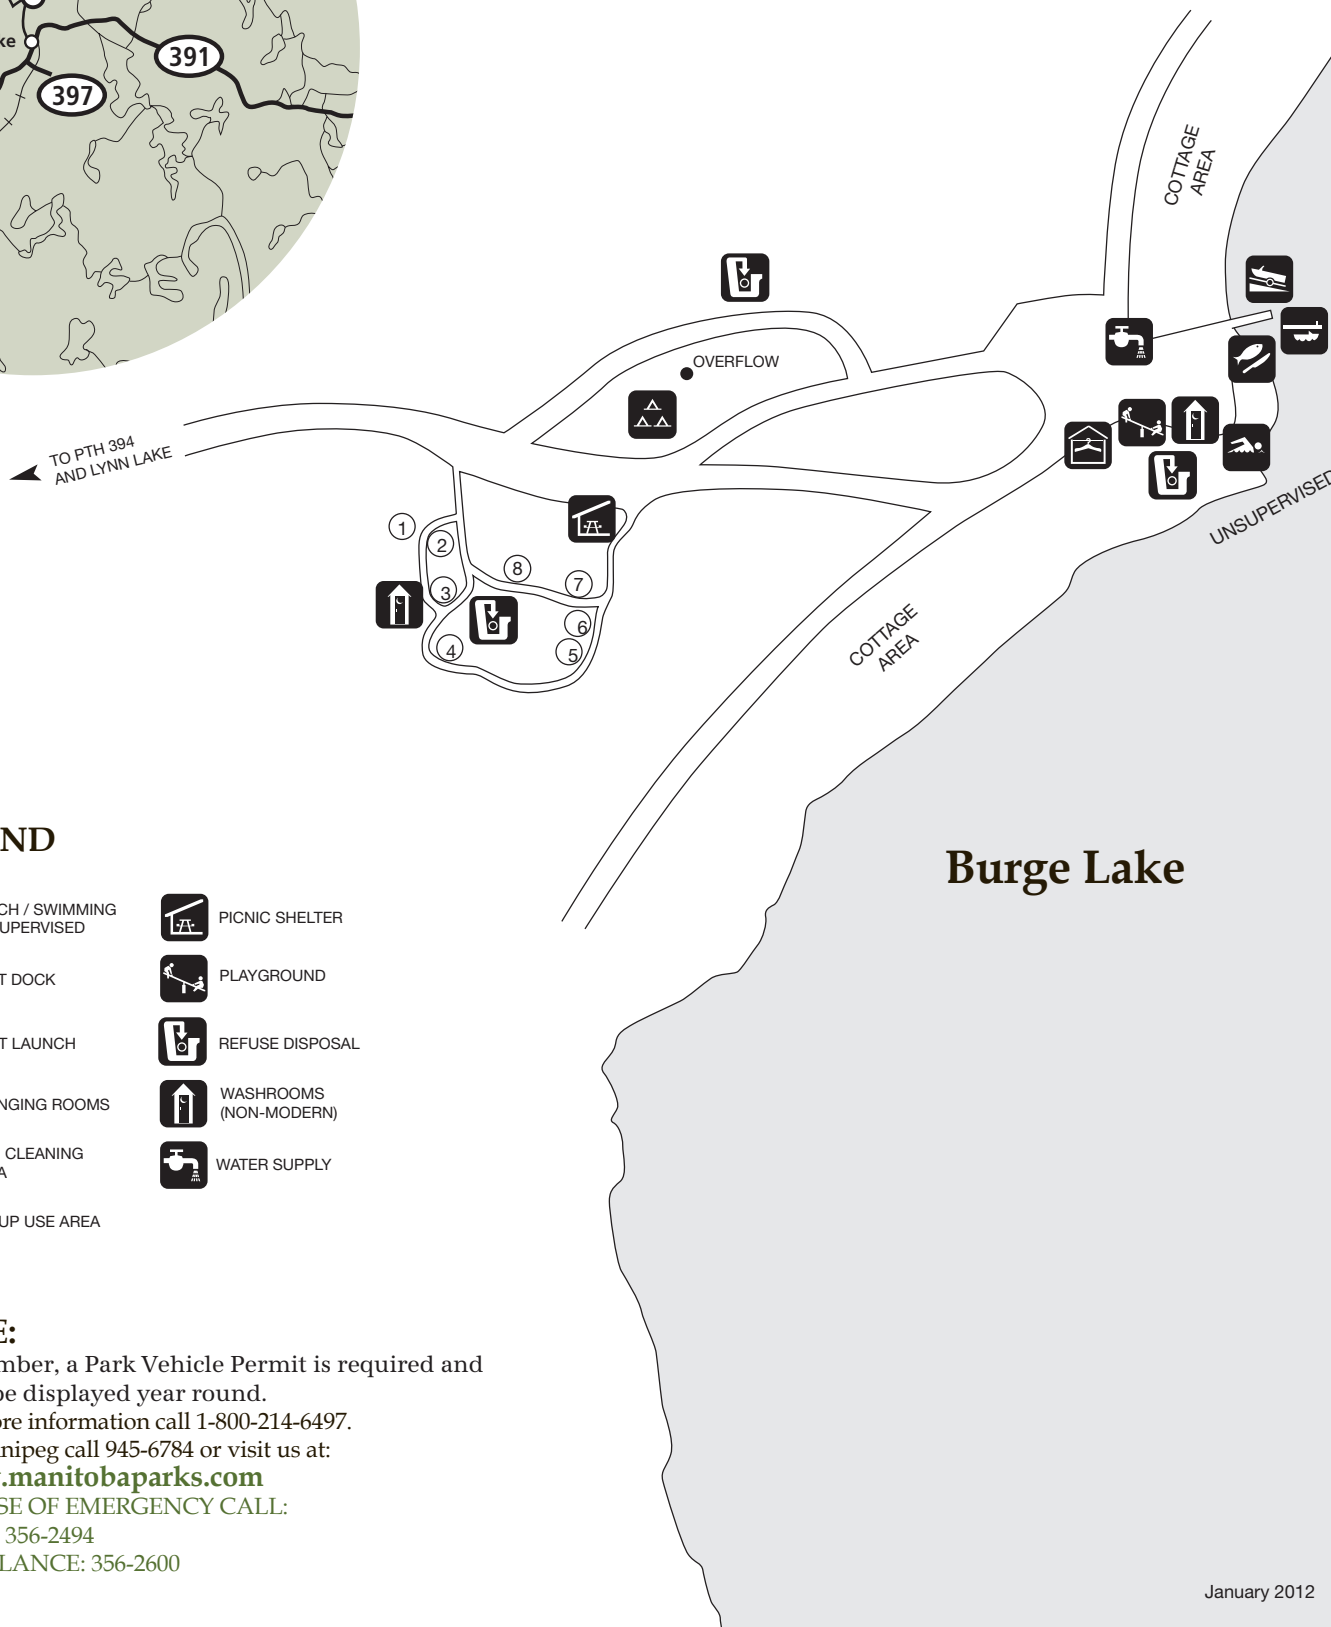 ke
391
397
COTTAGE
AREA
OVERFLOW
TO PTH 394
AND LYNN LAKE
1
2
3
4
5
6
7
8
UNSUPERVISED
COTTAGE
AREA
Burge Lake
ND
CH / SWIMMING
UPERVISED
T DOCK
T LAUNCH
NGING ROOMS
CLEANING
A
UP USE AREA
PICNIC SHELTER
PLAYGROUND
REFUSE DISPOSAL
WASHROOMS
(NON-MODERN)
WATER SUPPLY
E:
mber, a Park Vehicle Permit is required and
be displayed year round.
ore information call 1-800-214-6497.
nipeg call 945-6784 or visit us at:
.manitobaparks.com
SE OF EMERGENCY CALL:
356-2494
LANCE: 356-2600
January 2012